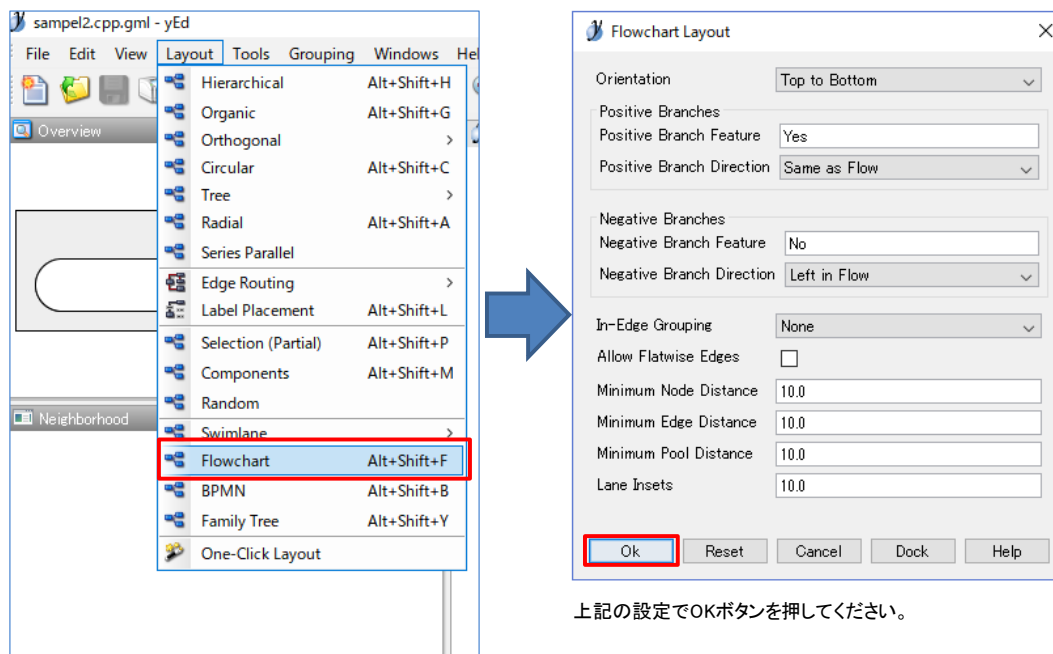 sampel2.cpp.gml - yEd
File Edit View Layout Tools Grouping Windows Hel
Overview
Hierarchical Alt+Shift+H
Organic Alt+Shift+G
Orthogonal
Circular Alt+Shift+C
Tree
Radial Alt+Shift+A
Series Parallel
Edge Routing
Label Placement Alt+Shift+L
Selection (Partial) Alt+Shift+P
Components Alt+Shift+M
Random
Swimlane
Flowchart Alt+Shift+F
BPMN Alt+Shift+B
Family Tree Alt+Shift+Y
One-Click Layout
Neighborhood
Flowchart Layout
Orientation Top to Bottom
Positive Branches
Positive Branch Feature Yes
Positive Branch Direction Same as Flow
Negative Branches
Negative Branch Feature No
Negative Branch Direction Left in Flow
In-Edge Grouping None
Allow Flatwise Edges
Minimum Node Distance 10.0
Minimum Edge Distance 10.0
Minimum Pool Distance 10.0
Lane Insets 10.0
Ok Reset Cancel Dock Help
上記の設定でOKボタンを押してください。